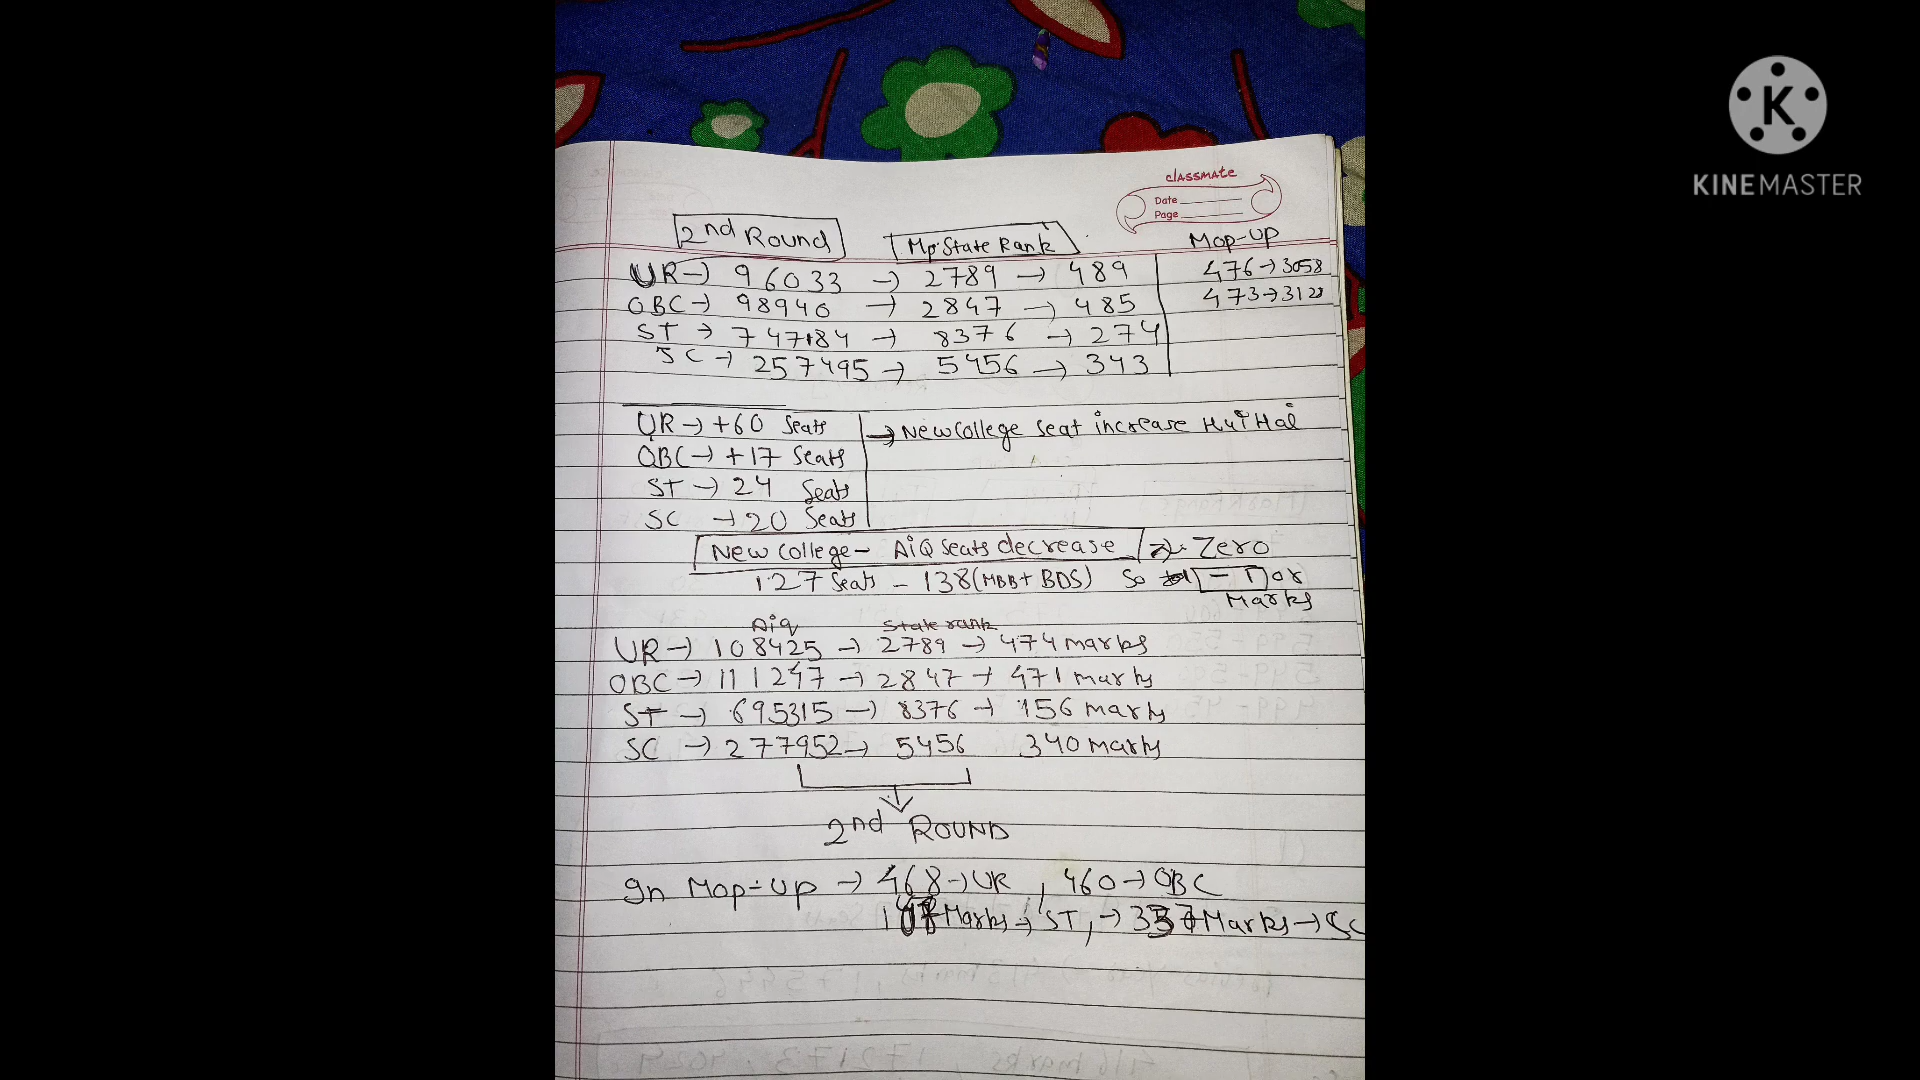 classmate
Date
Page
K
KINEMASTER
2nd Round MP State Rank Mop-UP
UR → 96033 → 2789 → 489 476 → 3058
OBC → 98940 → 2847 → 485 473 →
ST → 747184 → 8376 → 274
SC → 257495 → 5456 → 343
UR → +60 Seats → New College seat increase Hui Hai
OBC → +17 Seats
ST → 24 Seats
SC → 20 Seats
New College - AiQ seats decrease Zero
127 Seats - 138 (MBB+ BDS) So - 1 or
Marks
Aiq State rank
UR → 108425 → 2789 → 474 marks
OBC → 111247 → 2847 → 471 marks
ST → 695315 → 8376 → 156 marks
SC → 277952 → 5456 340 Marks
2nd ROUND
In Mop-Up → 468 → UR , 460 → OBC
Marks → ST, → Marks → SC